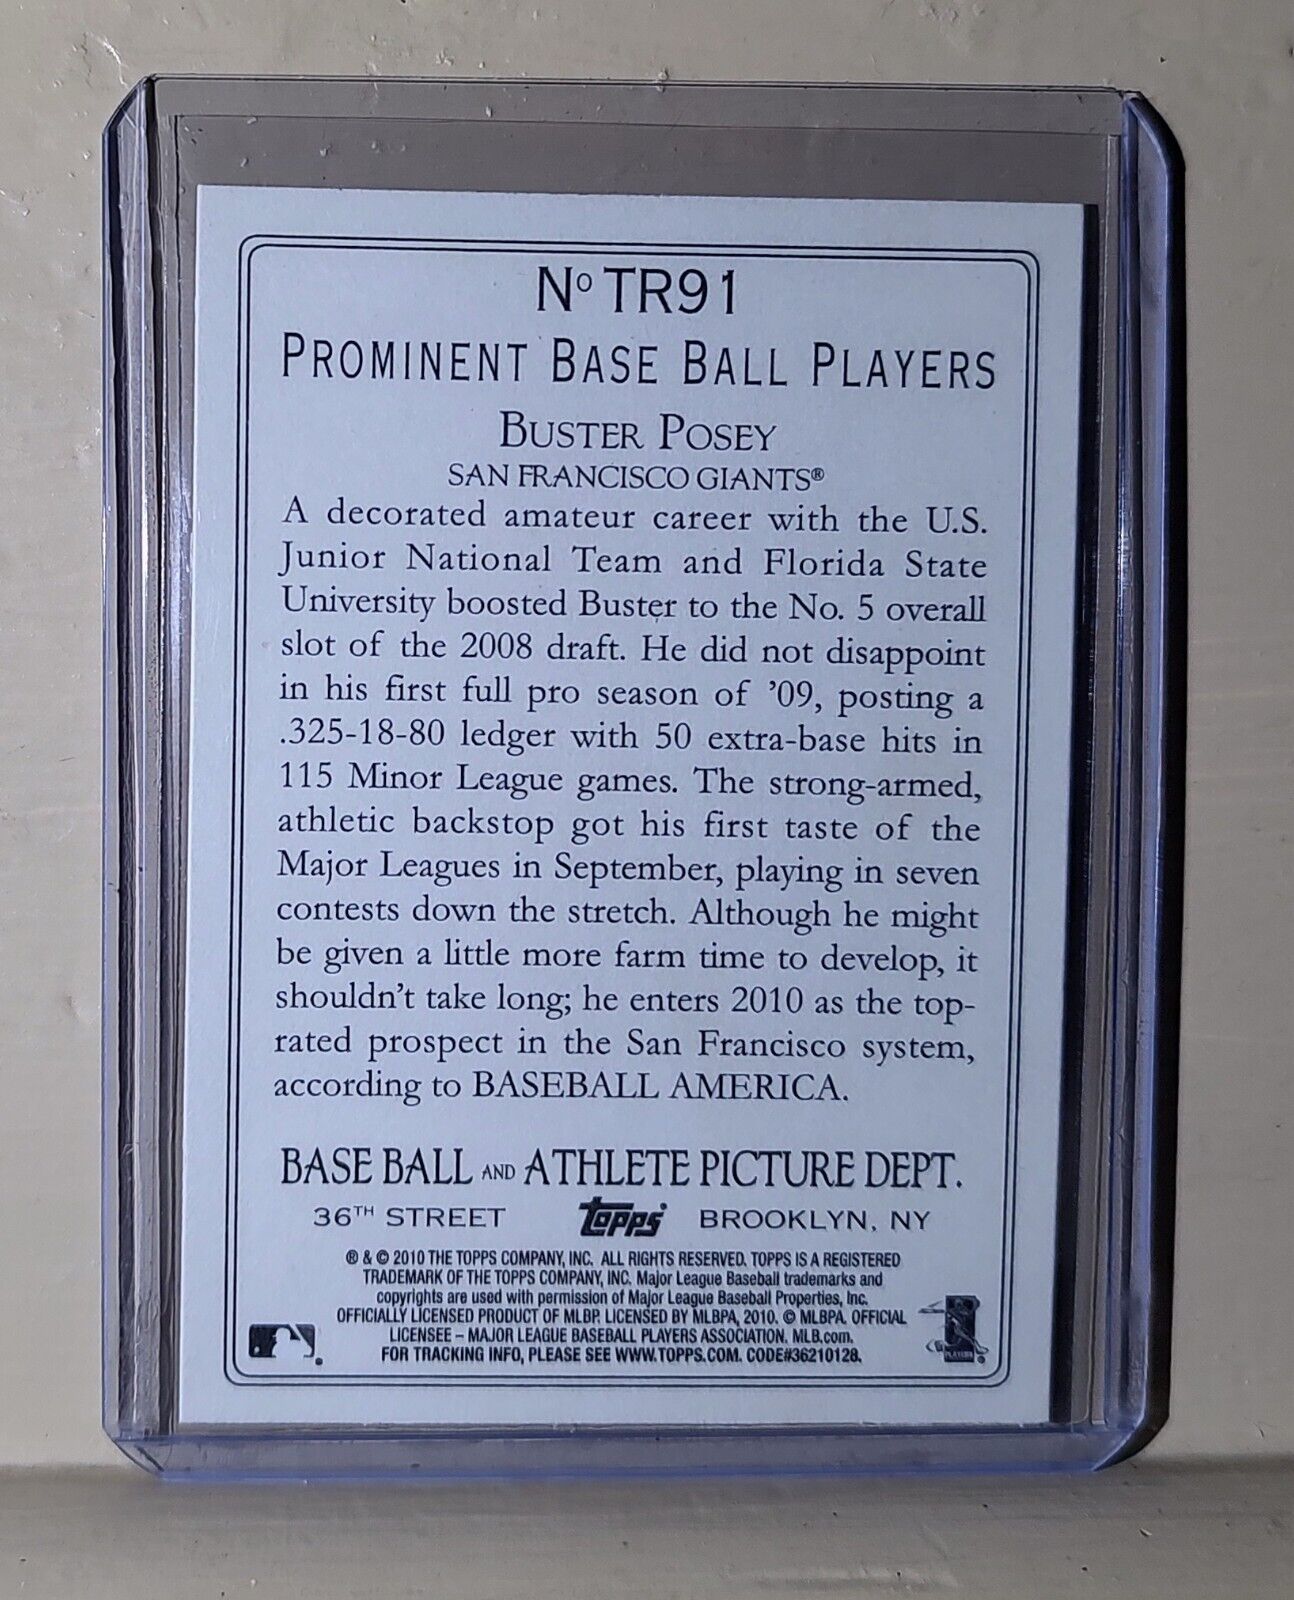 Nº TR91
PROMINENT BASE BALL PLAYERS
BUSTER POSEY
SAN FRANCISCO GIANTS®
A decorated amateur career with the U.S.
Junior National Team and Florida State
University boosted Buster to the No. 5 overall
slot of the 2008 draft. He did not disappoint
in his first full pro season of ’09, posting a
.325-18-80 ledger with 50 extra-base hits in
115 Minor League games. The strong-armed,
athletic backstop got his first taste of the
Major Leagues in September, playing in seven
contests down the stretch. Although he might
be given a little more farm time to develop, it
shouldn’t take long; he enters 2010 as the top-
rated prospect in the San Francisco system,
according to BASEBALL AMERICA.
BASE BALL AND ATHLETE PICTURE DEPT.
36TH STREET Topps BROOKLYN, NY
® & © 2010 THE TOPPS COMPANY, INC. ALL RIGHTS RESERVED. TOPPS IS A REGISTERED
TRADEMARK OF THE TOPPS COMPANY, INC. Major League Baseball trademarks and
copyrights are used with permission of Major League Baseball Properties, Inc.
OFFICIALLY LICENSED PRODUCT OF MLBP. LICENSED BY MLBPA, 2010. © MLBPA. OFFICIAL
LICENSEE – MAJOR LEAGUE BASEBALL PLAYERS ASSOCIATION. MLB.com.
FOR TRACKING INFO, PLEASE SEE WWW.TOPPS.COM. CODE#36210128.
PLAYERS